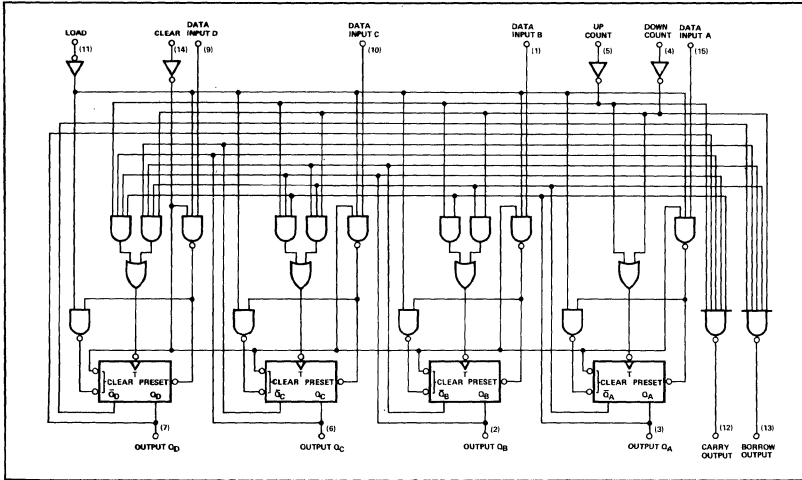 LOAD
(11)
CLEAR
(14)
DATA
INPUT D
(9)
DATA
INPUT C
(10)
DATA
INPUT B
(1)
UP
COUNT
(5)
DOWN
COUNT
(4)
DATA
INPUT A
(15)
T
CLEAR PRESET
Q̄D QD
T
CLEAR PRESET
Q̄C QC
T
CLEAR PRESET
Q̄B QB
T
CLEAR PRESET
Q̄A QA
(7)
(6)
(2)
(3)
(12)
(13)
OUTPUT QD
OUTPUT QC
OUTPUT QB
OUTPUT QA
CARRY
OUTPUT
BORROW
OUTPUT